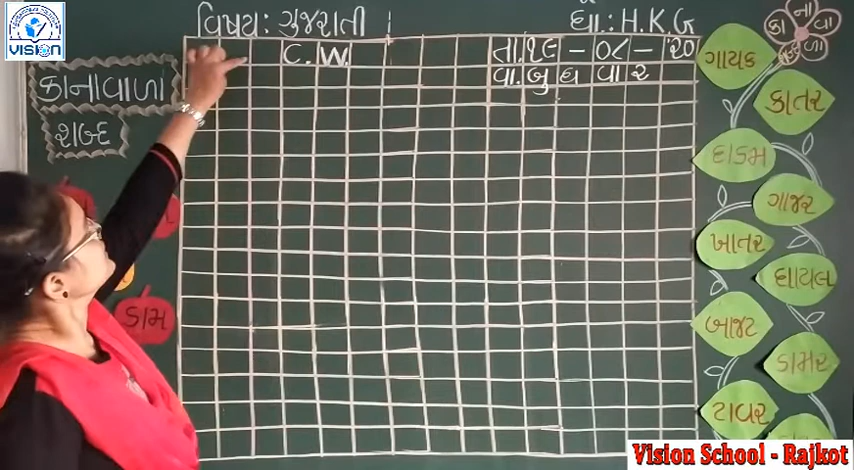 વિષય: ગુજરાતી
ધો.: H.K.G
C.W.
તા.૧૯-૦૮-'૨૦
વા.બુધવાર
કાનાવાળા
શબ્દ
ડામ
કાનાવાળા
ગાયક
કાતર
દાડમ
ગાજર
ખાતર
ઘાયલ
બાજટ
ડામર
ટાવર
VISION
Vision School - Rajkot